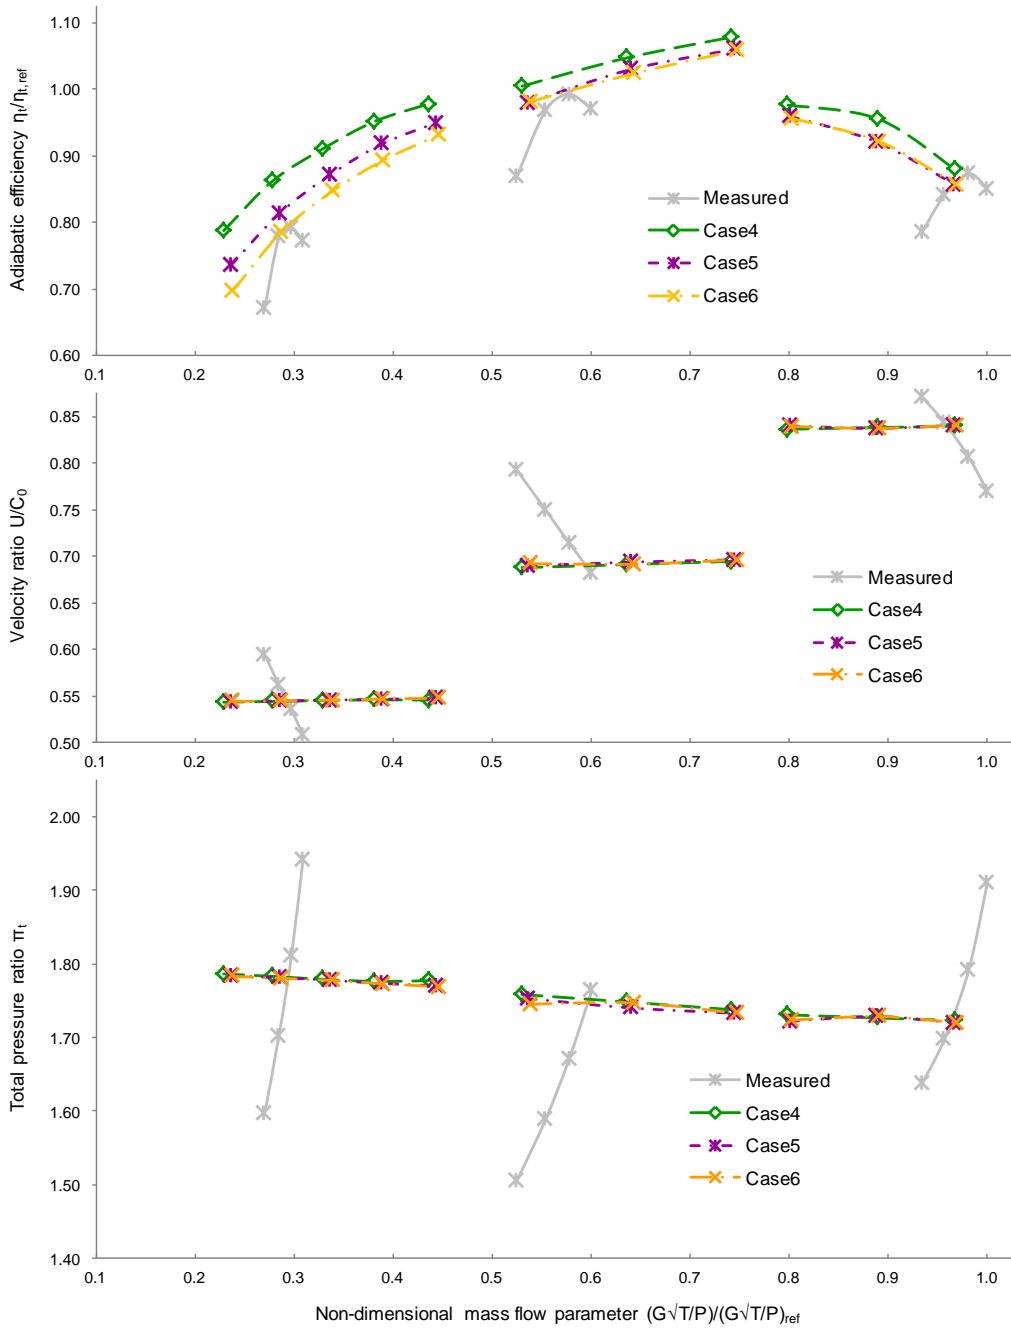 1.10
1.00
0.90
0.80
0.70
0.60
Adiabatic efficiency ηt/ηt,ref
Measured
Case4
Case5
Case6
0.1 0.2 0.3 0.4 0.5 0.6 0.7 0.8 0.9 1.0
0.85
0.80
0.75
0.70
0.65
0.60
0.55
0.50
Velocity ratio U/C0
Measured
Case4
Case5
Case6
0.1 0.2 0.3 0.4 0.5 0.6 0.7 0.8 0.9 1.0
2.00
1.90
1.80
1.70
1.60
1.50
1.40
Total pressure ratio πt
Measured
Case4
Case5
Case6
0.1 0.2 0.3 0.4 0.5 0.6 0.7 0.8 0.9 1.0
Non-dimensional mass flow parameter (G√T/P)/(G√T/P)ref